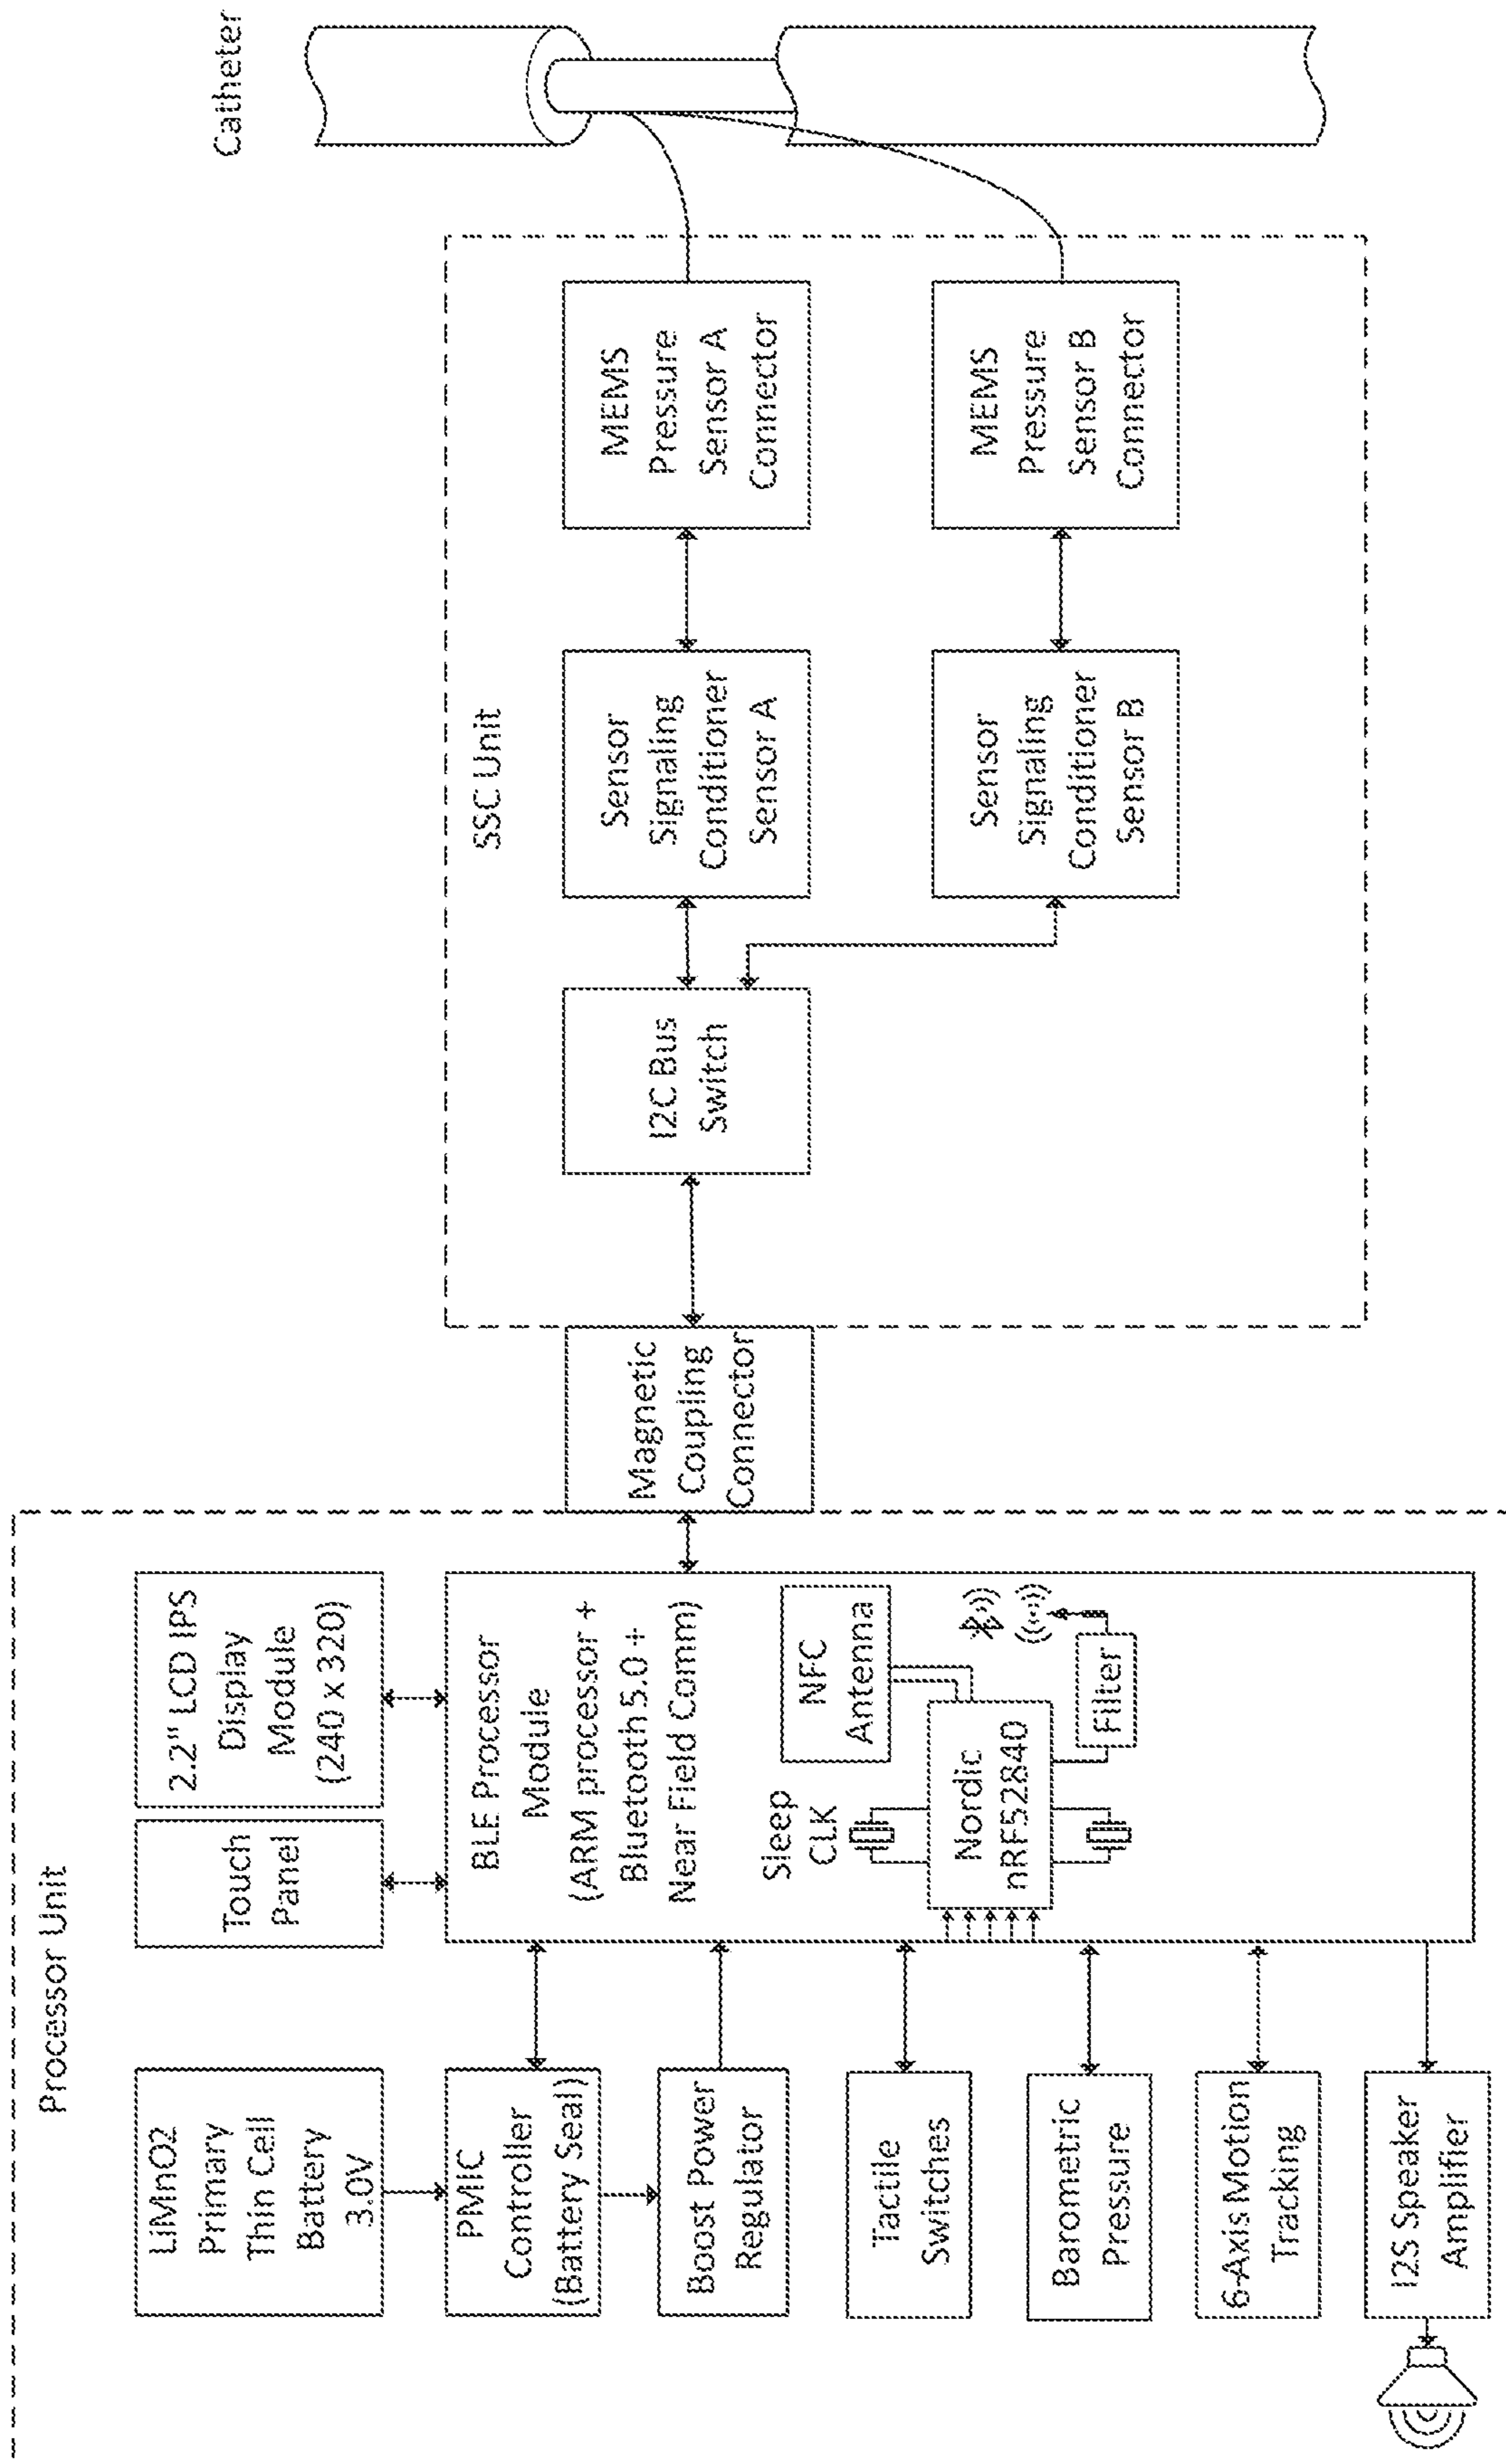 Processor Unit
LiMnO2
Primary
Thin Cell
Battery
3.0V
Touch
Panel
2.2" LCD IPS
Display
Module
(240 x 320)
PMIC
Controller
(Battery Seal)
Boost Power
Regulator
Tactile
Switches
Barometric
Pressure
6-Axis Motion
Tracking
I2S Speaker
Amplifier
BLE Processor
Module
(ARM processor +
Bluetooth 5.0 +
Near Field Comm)
Sleep
CLK
NFC
Antenna
Nordic
nRF52840
Filter
Magnetic
Coupling
Connector
SSC Unit
I2C Bus
Switch
Sensor
Signaling
Conditioner
Sensor A
MEMS
Pressure
Sensor A
Connector
Sensor
Signaling
Conditioner
Sensor B
MEMS
Pressure
Sensor B
Connector
Catheter